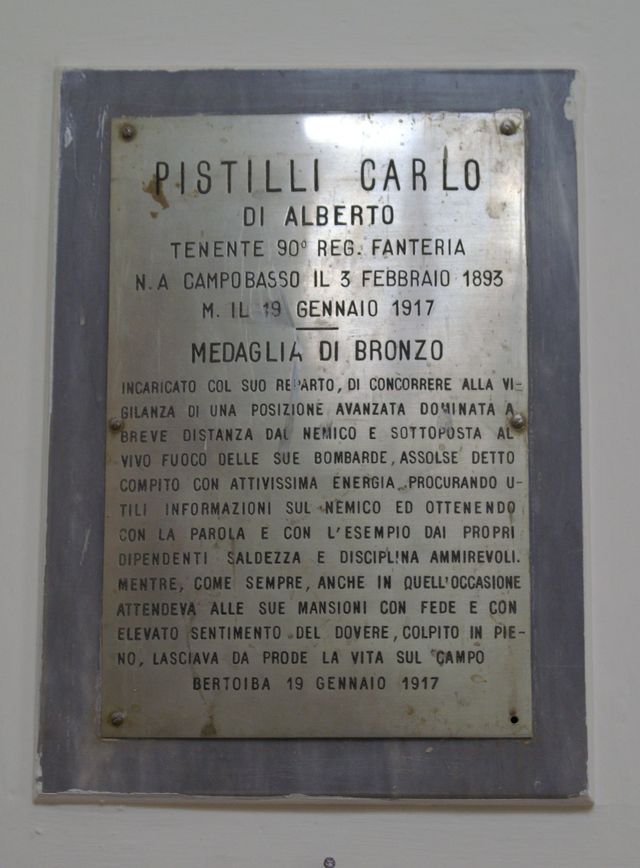 PISTILLI CARLO
DI ALBERTO
TENENTE 90° REG. FANTERIA
N. A CAMPOBASSO IL 3 FEBBRAIO 1893
M. IL 19 GENNAIO 1917
MEDAGLIA DI BRONZO
INCARICATO COL SUO REPARTO, DI CONCORRERE ALLA VI-
GILANZA DI UNA POSIZIONE AVANZATA DOMINATA A
BREVE DISTANZA DAL NEMICO E SOTTOPOSTA AL
VIVO FUOCO DELLE SUE BOMBARDE, ASSOLSE DETTO
COMPITO CON ATTIVISSIMA ENERGIA, PROCURANDO U-
TILI INFORMAZIONI SUL NEMICO ED OTTENENDO
CON LA PAROLA E CON L'ESEMPIO DAI PROPRI
DIPENDENTI SALDEZZA E DISCIPLINA AMMIREVOLI.
MENTRE, COME SEMPRE, ANCHE IN QUELL'OCCASIONE
ATTENDEVA ALLE SUE MANSIONI CON FEDE E CON
ELEVATO SENTIMENTO DEL DOVERE, COLPITO IN PIE-
NO, LASCIAVA DA PRODE LA VITA SUL CAMPO
BERTOIBA 19 GENNAIO 1917